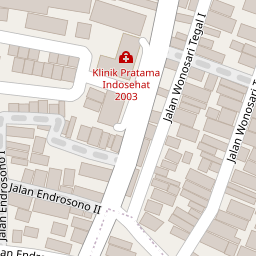 Klinik Pratama
Indosehat
2003
Jalan Wonosari Tegal I
Jalan Wonosari Tegal
Jalan Endrosono II
Jalan Endrosono I